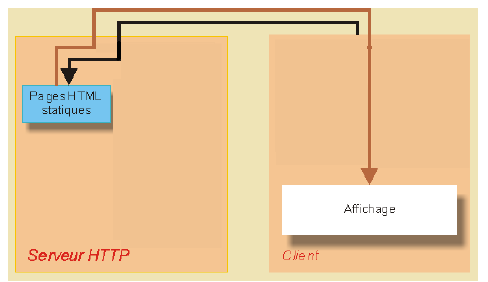 Pages HTML
statiques
Affichage
Serveur HTTP
Client